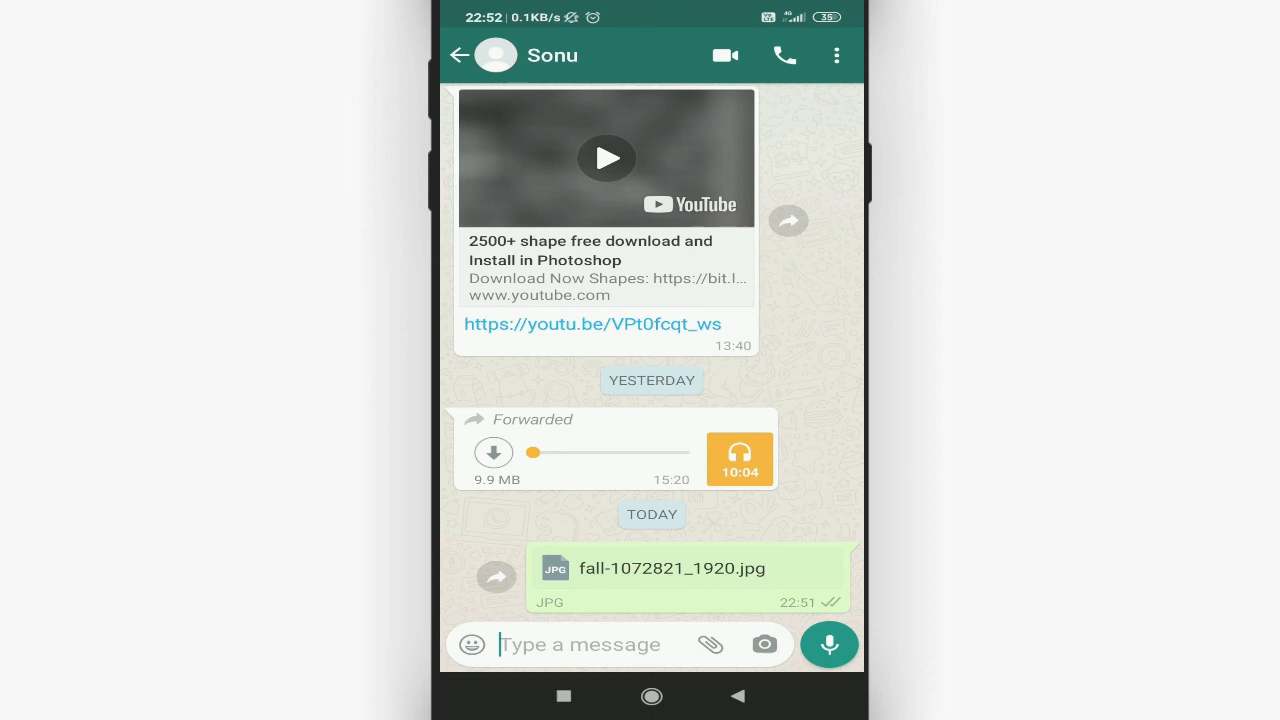 22:52 | 0.1KB/s 4G 35
Sonu
YouTube
2500+ shape free download and
Install in Photoshop
Download Now Shapes: https://bit.l...
www.youtube.com
https://youtu.be/VPt0fcqt_ws
13:40
YESTERDAY
Forwarded
10:04
9.9 MB 15:20
TODAY
JPG fall-1072821_1920.jpg
JPG 22:51
Type a message